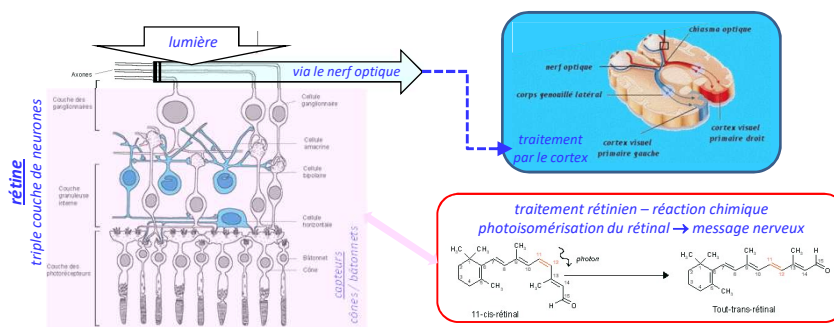 lumière
via le nerf optique
Axones
Couche des
ganglionnaires
Cellule
ganglionnaire
Cellule
amacrine
Cellule
bipolaire
Couche
granuleuse
interne
Cellule
horizontale
Couche des
photorécepteurs
Bâtonnet
Cône
rétine
triple couche de neurones
capteurs
cônes / bâtonnets
chiasma optique
nerf optique
corps genouillé latéral
cortex visuel
primaire droit
cortex visuel
primaire gauche
traitement
par le cortex
traitement rétinien – réaction chimique
photoisomérisation du rétinal → message nerveux
photon
11-cis-rétinal
Tout-trans-rétinal